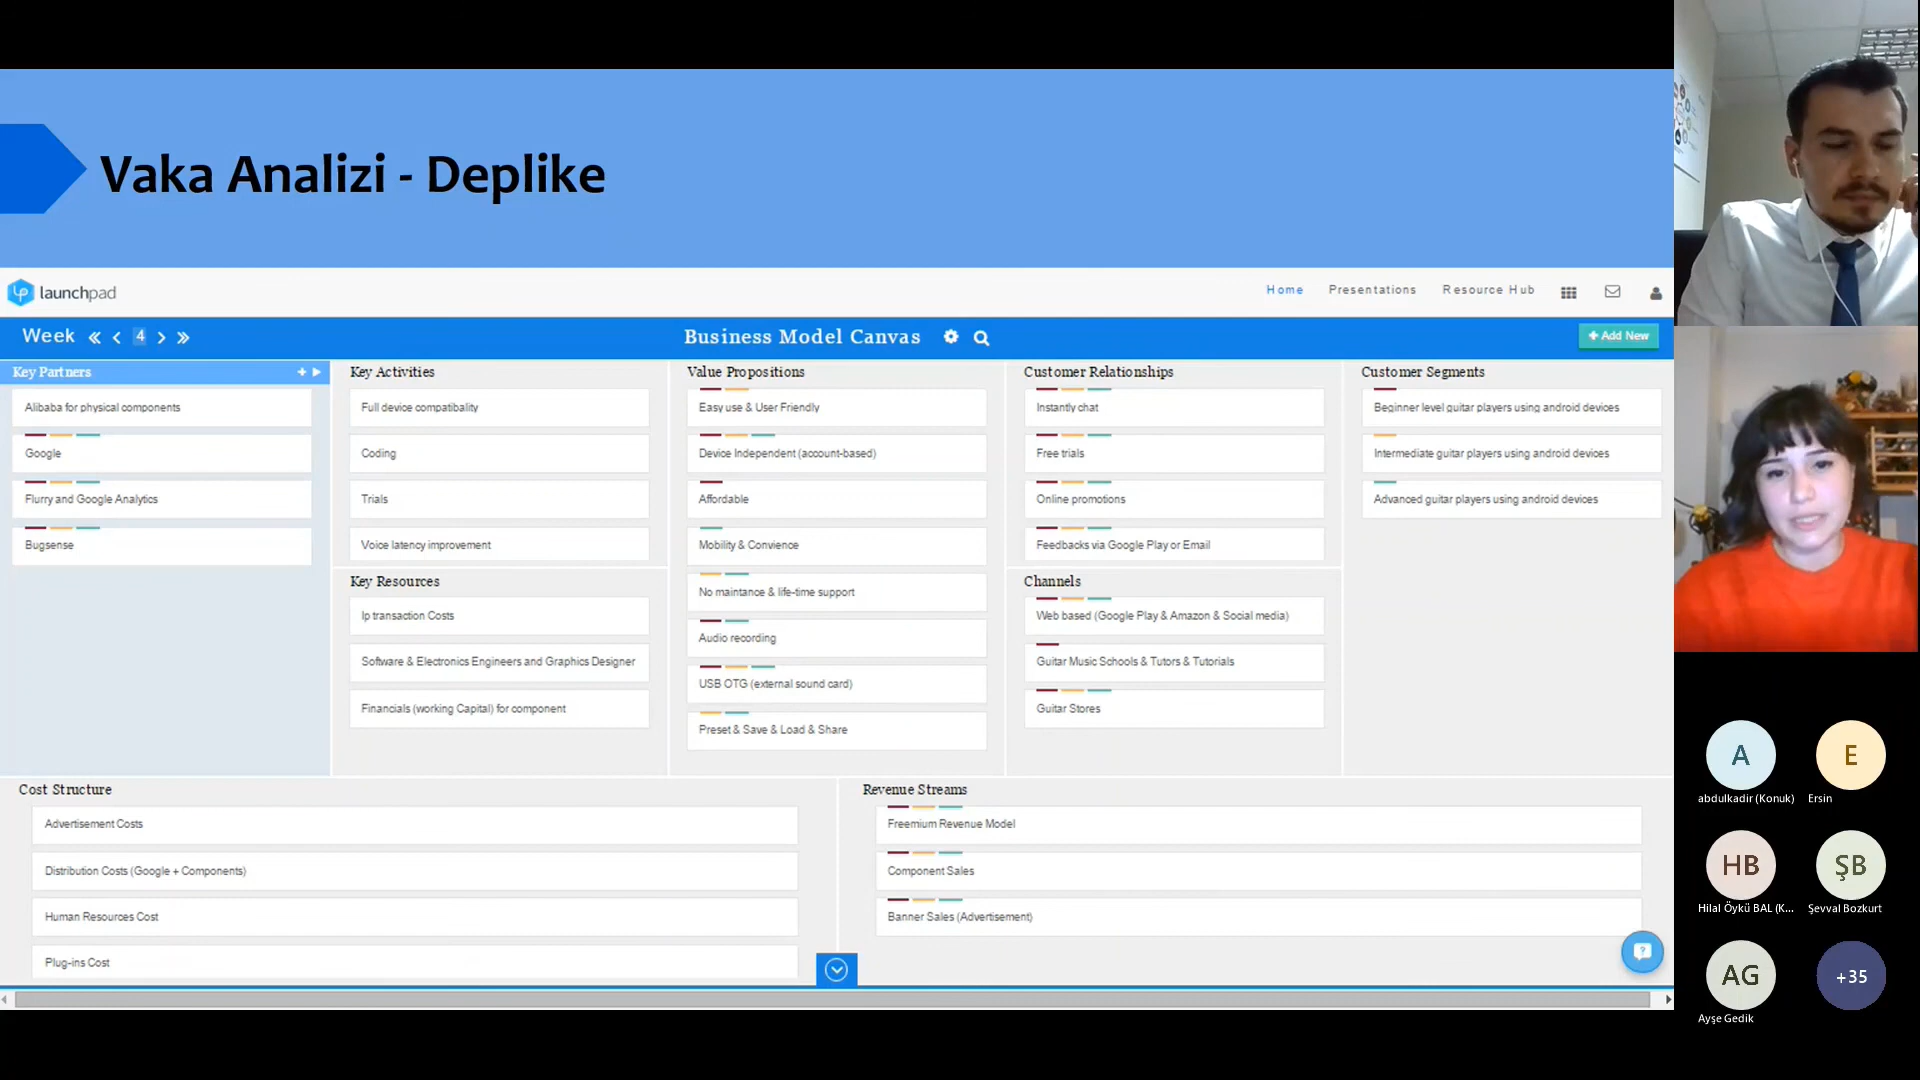 Vaka Analizi - Deplike
launchpad
Home Presentations Resource Hub
Week 4
Business Model Canvas
+ Add New
Key Partners
Alibaba for physical components
Google
Flurry and Google Analytics
Bugsense
Key Activities
Full device compatibality
Coding
Trials
Voice latency improvement
Key Resources
Ip transaction Costs
Software & Electronics Engineers and Graphics Designer
Financials (working Capital) for component
Value Propositions
Easy use & User Friendly
Device Independent (account-based)
Affordable
Mobility & Convience
No maintance & life-time support
Audio recording
USB OTG (external sound card)
Preset & Save & Load & Share
Customer Relationships
Instantly chat
Free trials
Online promotions
Feedbacks via Google Play or Email
Channels
Web based (Google Play & Amazon & Social media)
Guitar Music Schools & Tutors & Tutorials
Guitar Stores
Customer Segments
Beginner level guitar players using android devices
Intermediate guitar players using android devices
Advanced guitar players using android devices
Cost Structure
Advertisement Costs
Distribution Costs (Google + Components)
Human Resources Cost
Plug-ins Cost
Revenue Streams
Freemium Revenue Model
Component Sales
Banner Sales (Advertisement)
A
abdulkadir (Konuk)
E
Ersin
HB
Hilal Öykü BAL (K...
ŞB
Şevval Bozkurt
AG
Ayşe Gedik
+35